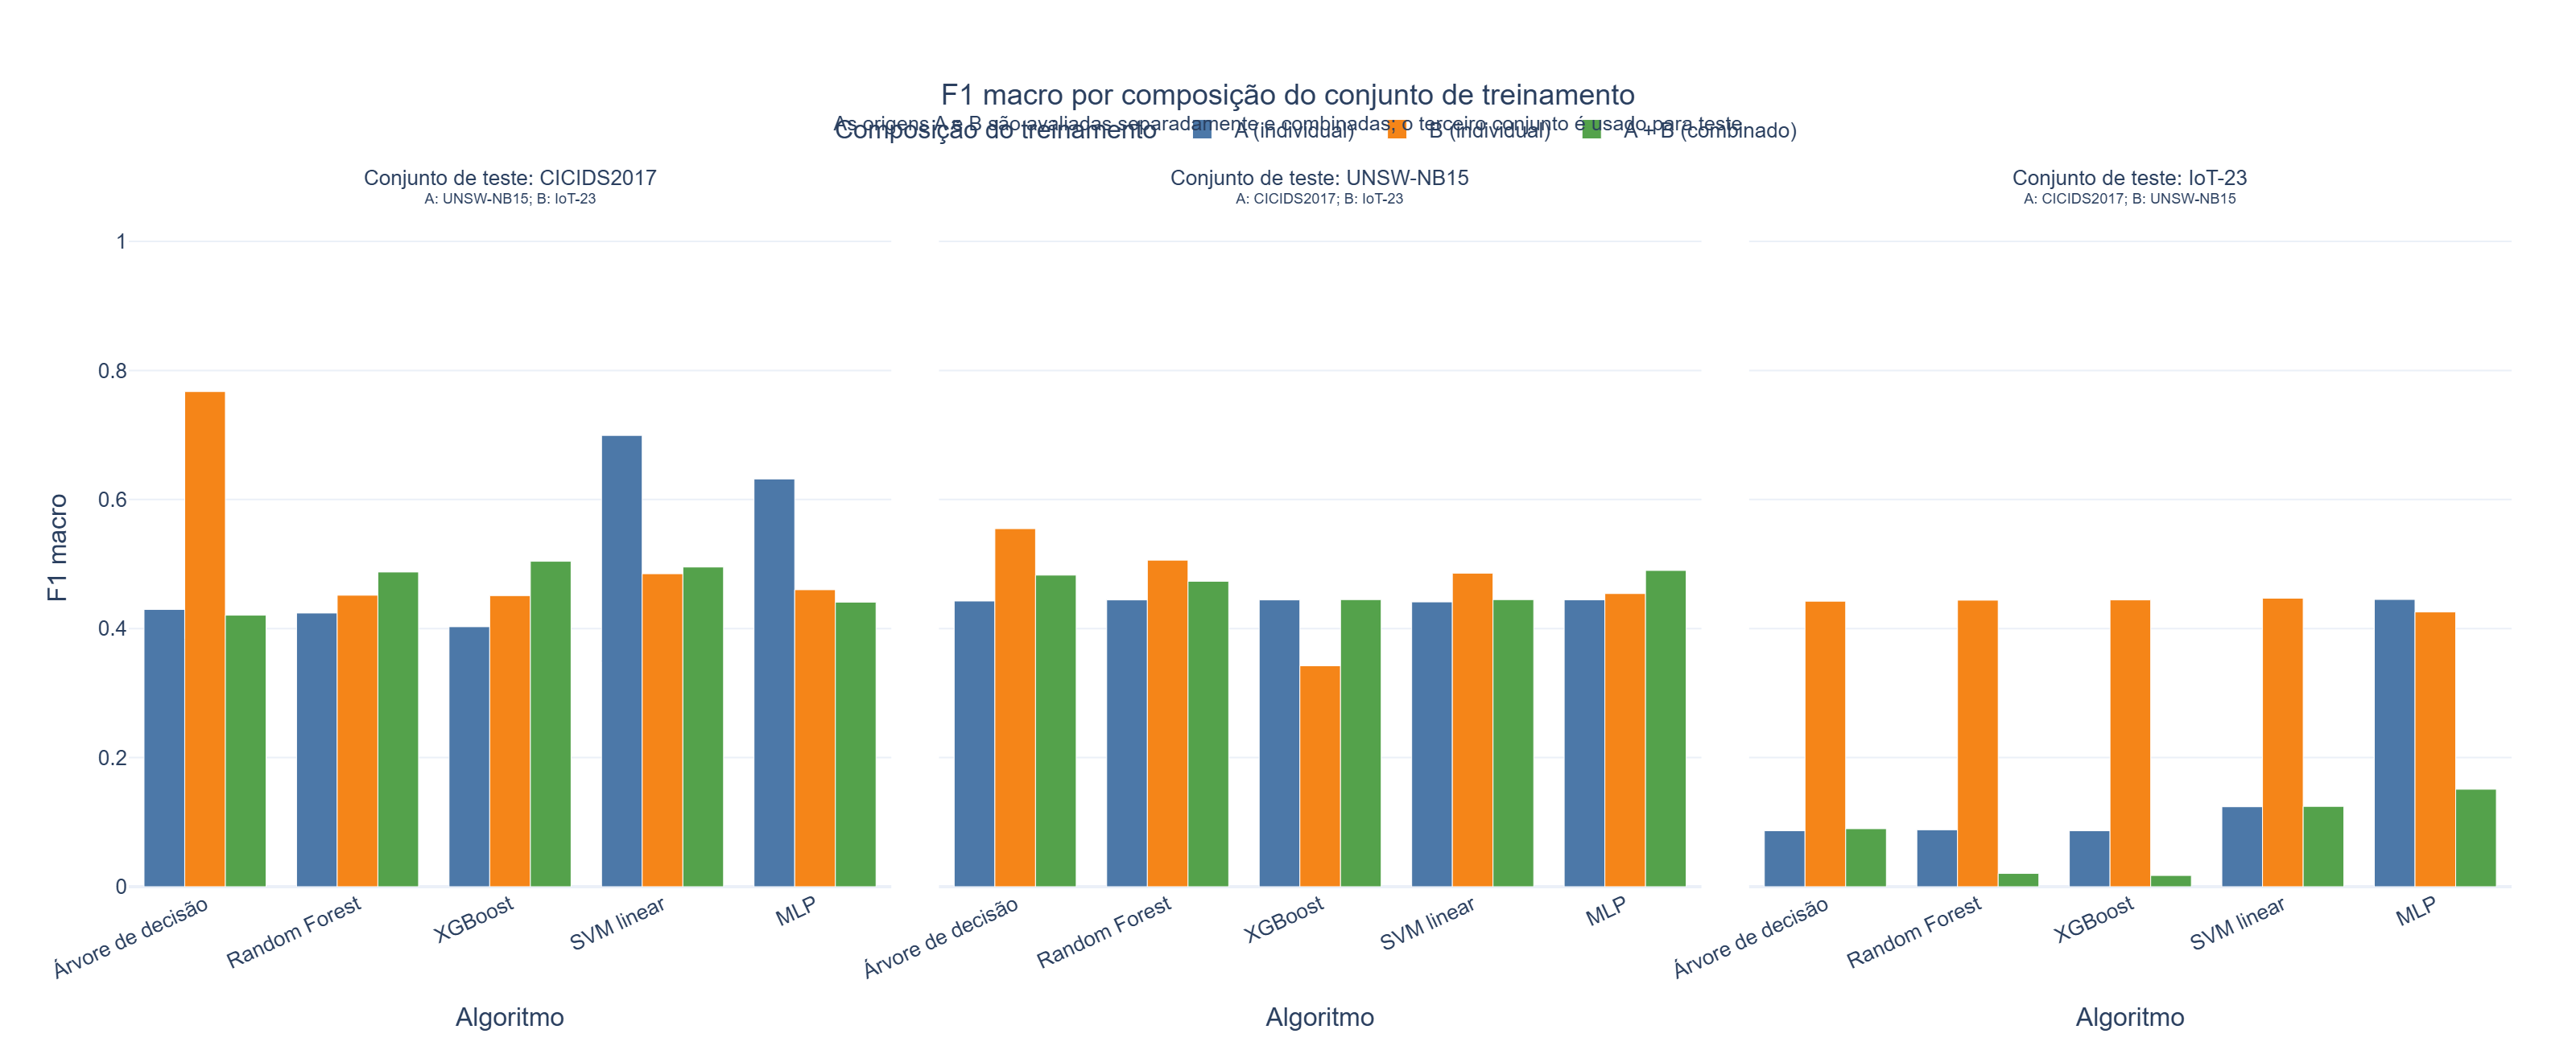 F1 macro por composição do conjunto de treinamento
As origens A e B são avaliadas separadamente e combinadas; o terceiro conjunto é usado para teste
Composição do treinamento A (individual) B (individual) A + B (combinado)
Conjunto de teste: CICIDS2017
A: UNSW-NB15; B: IoT-23
Conjunto de teste: UNSW-NB15
A: CICIDS2017; B: IoT-23
Conjunto de teste: IoT-23
A: CICIDS2017; B: UNSW-NB15
F1 macro
1
0.8
0.6
0.4
0.2
0
Árvore de decisão
Random Forest
XGBoost
SVM linear
MLP
Algoritmo
Árvore de decisão
Random Forest
XGBoost
SVM linear
MLP
Algoritmo
Árvore de decisão
Random Forest
XGBoost
SVM linear
MLP
Algoritmo